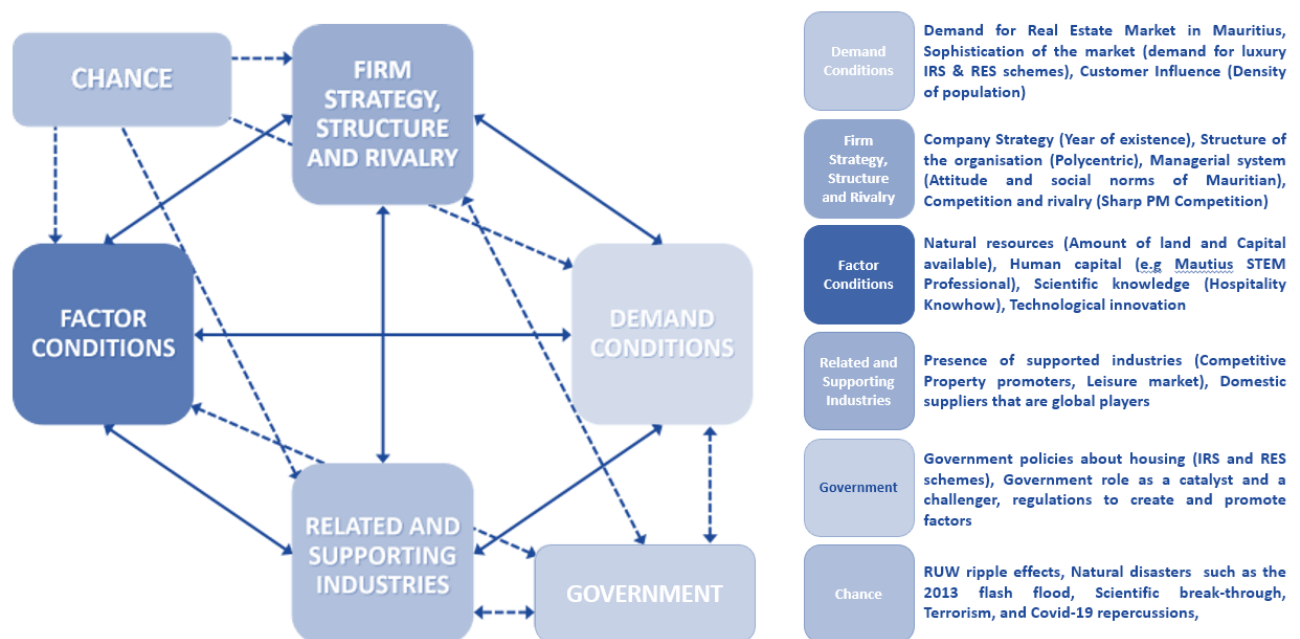 CHANCE
FIRM
STRATEGY,
STRUCTURE
AND RIVALRY
FACTOR
CONDITIONS
DEMAND
CONDITIONS
RELATED AND
SUPPORTING
INDUSTRIES
GOVERNMENT
Demand
Conditions
Demand for Real Estate Market in Mauritius,
Sophistication of the market (demand for luxury
IRS & RES schemes), Customer Influence (Density
of population)
Firm
Strategy,
Structure
and Rivalry
Company Strategy (Year of existence), Structure of
the organisation (Polycentric), Managerial system
(Attitude and social norms of Mauritian),
Competition and rivalry (Sharp PM Competition)
Factor
Conditions
Natural resources (Amount of land and Capital
available), Human capital (e.g Mautius STEM
Professional), Scientific knowledge (Hospitality
Knowhow), Technological innovation
Related and
Supporting
Industries
Presence of supported industries (Competitive
Property promoters, Leisure market), Domestic
suppliers that are global players
Government
Government policies about housing (IRS and RES
schemes), Government role as a catalyst and a
challenger, regulations to create and promote
factors
Chance
RUW ripple effects, Natural disasters such as the
2013 flash flood, Scientific break-through,
Terrorism, and Covid-19 repercussions,